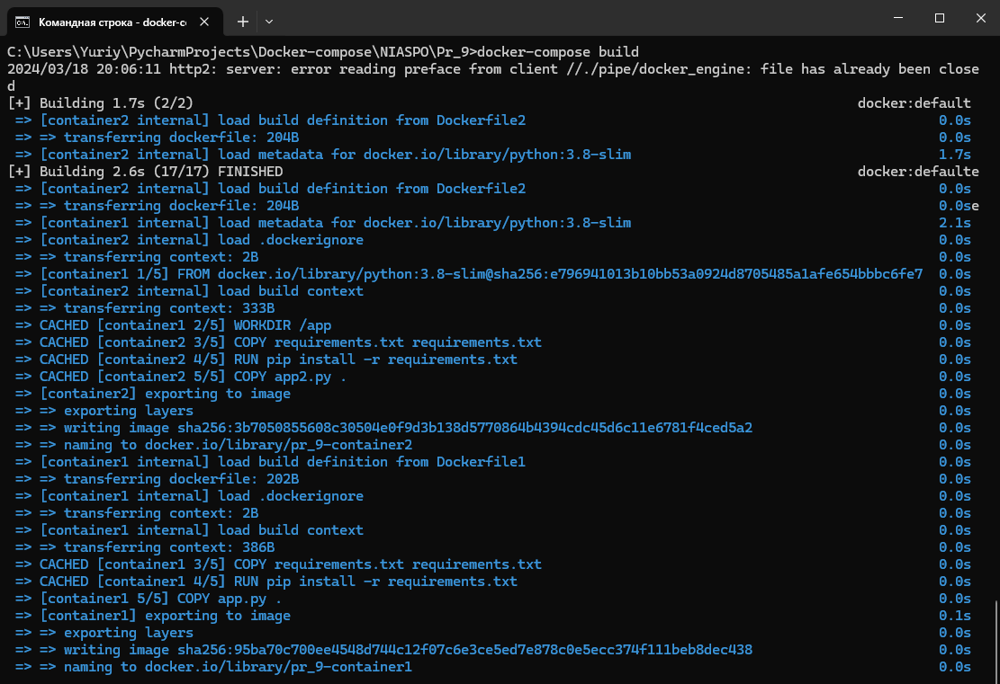 Командная строка - docker-co
C:\Users\Yuriy\PycharmProjects\Docker-compose\NIASPO\Pr_9>docker-compose build
2024/03/18 20:06:11 http2: server: error reading preface from client //./pipe/docker_engine: file has already been close
d
[+] Building 1.7s (2/2) docker:default
=> [container2 internal] load build definition from Dockerfile2 0.0s
=> => transferring dockerfile: 204B 0.0s
=> [container2 internal] load metadata for docker.io/library/python:3.8-slim 1.7s
[+] Building 2.6s (17/17) FINISHED docker:defaulte
=> [container2 internal] load build definition from Dockerfile2 0.0s
=> => transferring dockerfile: 204B 0.0se
=> [container1 internal] load metadata for docker.io/library/python:3.8-slim 2.1s
=> [container2 internal] load .dockerignore 0.0s
=> => transferring context: 2B 0.0s
=> [container1 1/5] FROM docker.io/library/python:3.8-slim@sha256:e796941013b10bb53a0924d8705485a1afe654bbbc6fe7 0.0s
=> [container2 internal] load build context 0.0s
=> => transferring context: 333B 0.0s
=> CACHED [container1 2/5] WORKDIR /app 0.0s
=> CACHED [container2 3/5] COPY requirements.txt requirements.txt 0.0s
=> CACHED [container2 4/5] RUN pip install -r requirements.txt 0.0s
=> CACHED [container2 5/5] COPY app2.py . 0.0s
=> [container2] exporting to image 0.0s
=> => exporting layers 0.0s
=> => writing image sha256:3b7050855608c30504e0f9d3b138d5770864b4394cdc45d6c11e6781f4ced5a2 0.0s
=> => naming to docker.io/library/pr_9-container2 0.0s
=> [container1 internal] load build definition from Dockerfile1 0.0s
=> => transferring dockerfile: 202B 0.0s
=> [container1 internal] load .dockerignore 0.0s
=> => transferring context: 2B 0.0s
=> [container1 internal] load build context 0.0s
=> => transferring context: 386B 0.0s
=> CACHED [container1 3/5] COPY requirements.txt requirements.txt 0.0s
=> CACHED [container1 4/5] RUN pip install -r requirements.txt 0.0s
=> [container1 5/5] COPY app.py . 0.0s
=> [container1] exporting to image 0.1s
=> => exporting layers 0.0s
=> => writing image sha256:95ba70c700ee4548d744c12f07c6e3ce5ed7e878c0e5ecc374f111beb8dec438 0.0s
=> => naming to docker.io/library/pr_9-container1 0.0s